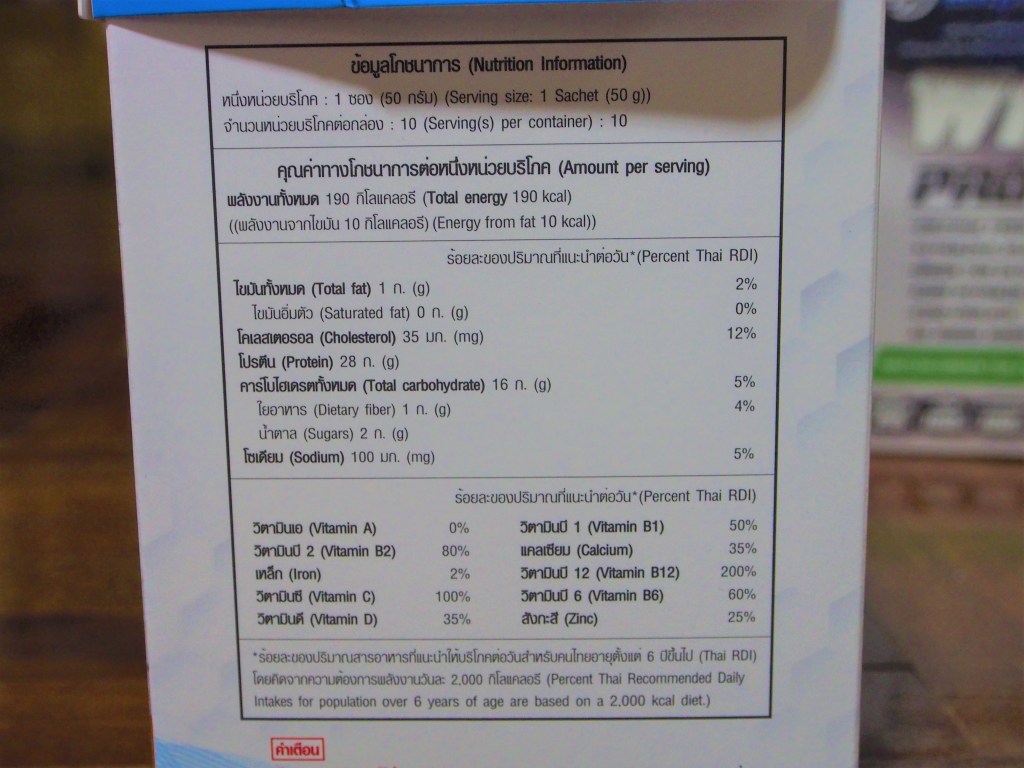 ข้อมูลโภชนาการ (Nutrition Information)
หนึ่งหน่วยบริโภค : 1 ซอง (50 กรัม) (Serving size: 1 Sachet (50 g))
จำนวนหน่วยบริโภคต่อกล่อง : 10 (Serving(s) per container) : 10
คุณค่าทางโภชนาการต่อหนึ่งหน่วยบริโภค (Amount per serving)
พลังงานทั้งหมด 190 กิโลแคลอรี (Total energy 190 kcal)
((พลังงานจากไขมัน 10 กิโลแคลอรี) (Energy from fat 10 kcal))
ร้อยละของปริมาณที่แนะนำต่อวัน*(Percent Thai RDI)
ไขมันทั้งหมด (Total fat) 1 ก. (g) 2%
ไขมันอิ่มตัว (Saturated fat) 0 ก. (g) 0%
โคเลสเตอรอล (Cholesterol) 35 มก. (mg) 12%
โปรตีน (Protein) 28 ก. (g)
คาร์โบไฮเดรตทั้งหมด (Total carbohydrate) 16 ก. (g) 5%
ใยอาหาร (Dietary fiber) 1 ก. (g) 4%
น้ำตาล (Sugars) 2 ก. (g)
โซเดียม (Sodium) 100 มก. (mg) 5%
ร้อยละของปริมาณที่แนะนำต่อวัน*(Percent Thai RDI)
วิตามินเอ (Vitamin A) 0% วิตามินบี 1 (Vitamin B1) 50%
วิตามินบี 2 (Vitamin B2) 80% แคลเซียม (Calcium) 35%
เหล็ก (Iron) 2% วิตามินบี 12 (Vitamin B12) 200%
วิตามินซี (Vitamin C) 100% วิตามินบี 6 (Vitamin B6) 60%
วิตามินดี (Vitamin D) 35% สังกะสี (Zinc) 25%
*ร้อยละของปริมาณสารอาหารที่แนะนำให้บริโภคต่อวันสำหรับคนไทยอายุตั้งแต่ 6 ปีขึ้นไป (Thai RDI)
โดยคิดจากความต้องการพลังงานวันละ 2,000 กิโลแคลอรี (Percent Thai Recommended Daily
Intakes for population over 6 years of age are based on a 2,000 kcal diet.)
คำเตือน